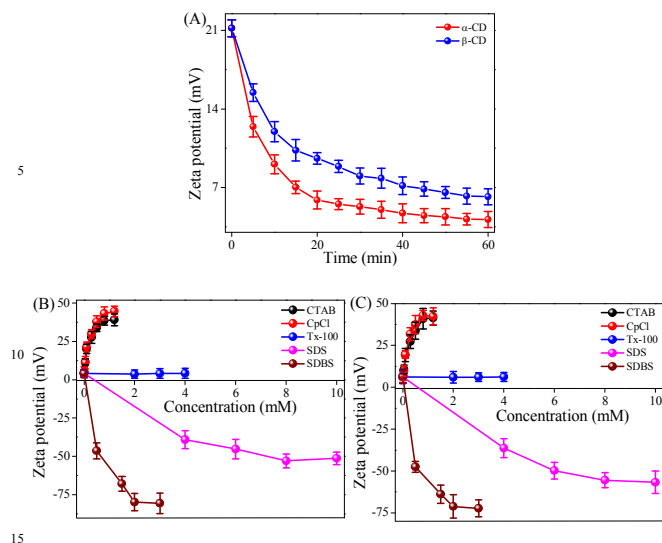 (A)
21
14
7
0
10
20
30
40
50
60
Zeta potential (mV)
Time (min)
α-CD
β-CD
5
(B)
50
25
0
-25
-50
-75
0
2
4
6
8
10
Zeta potential (mV)
Concentration (mM)
CTAB
CpCl
Tx-100
SDS
SDBS
10
(C)
50
25
0
-25
-50
-75
0
2
4
6
8
10
Zeta potential (mV)
Concentration (mM)
CTAB
CpCl
Tx-100
SDS
SDBS
15